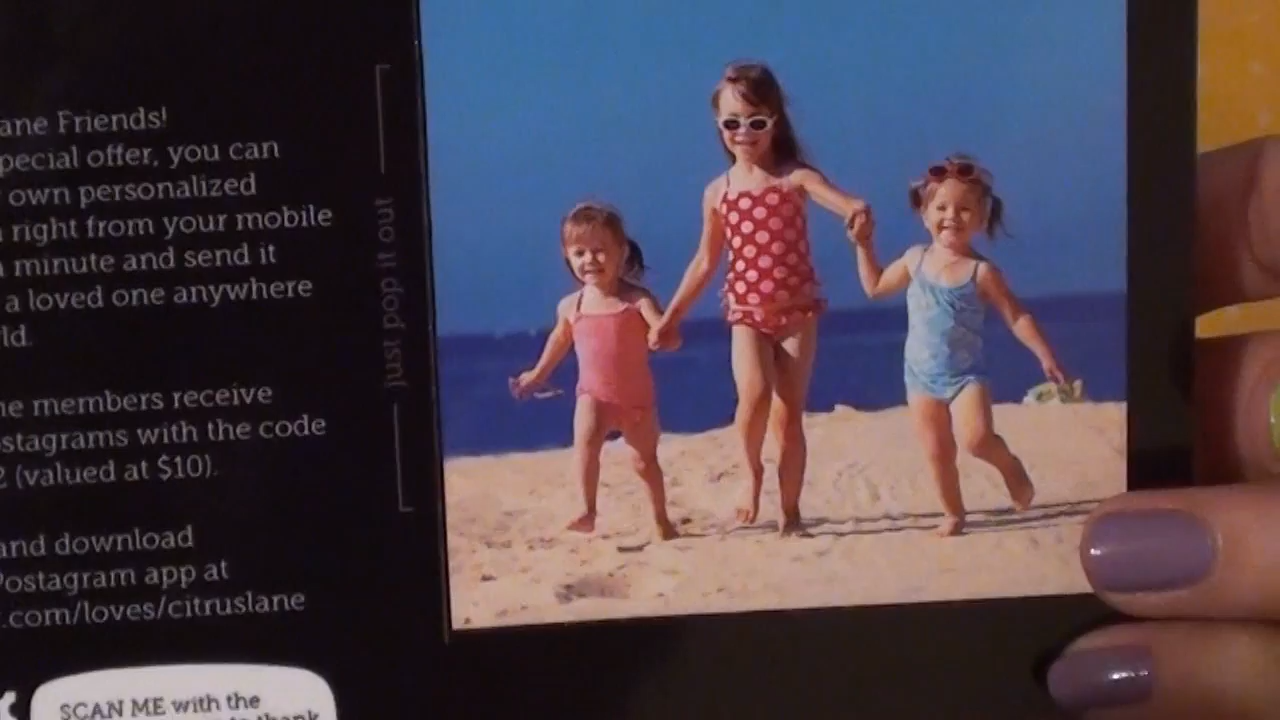 ane Friends!
pecial offer, you can
own personalized
right from your mobile
minute and send it
a loved one anywhere
ld.
ne members receive
ostagrams with the code
2 (valued at $10).
and download
Postagram app at
.com/loves/citruslane
just pop it out
SCAN ME with the